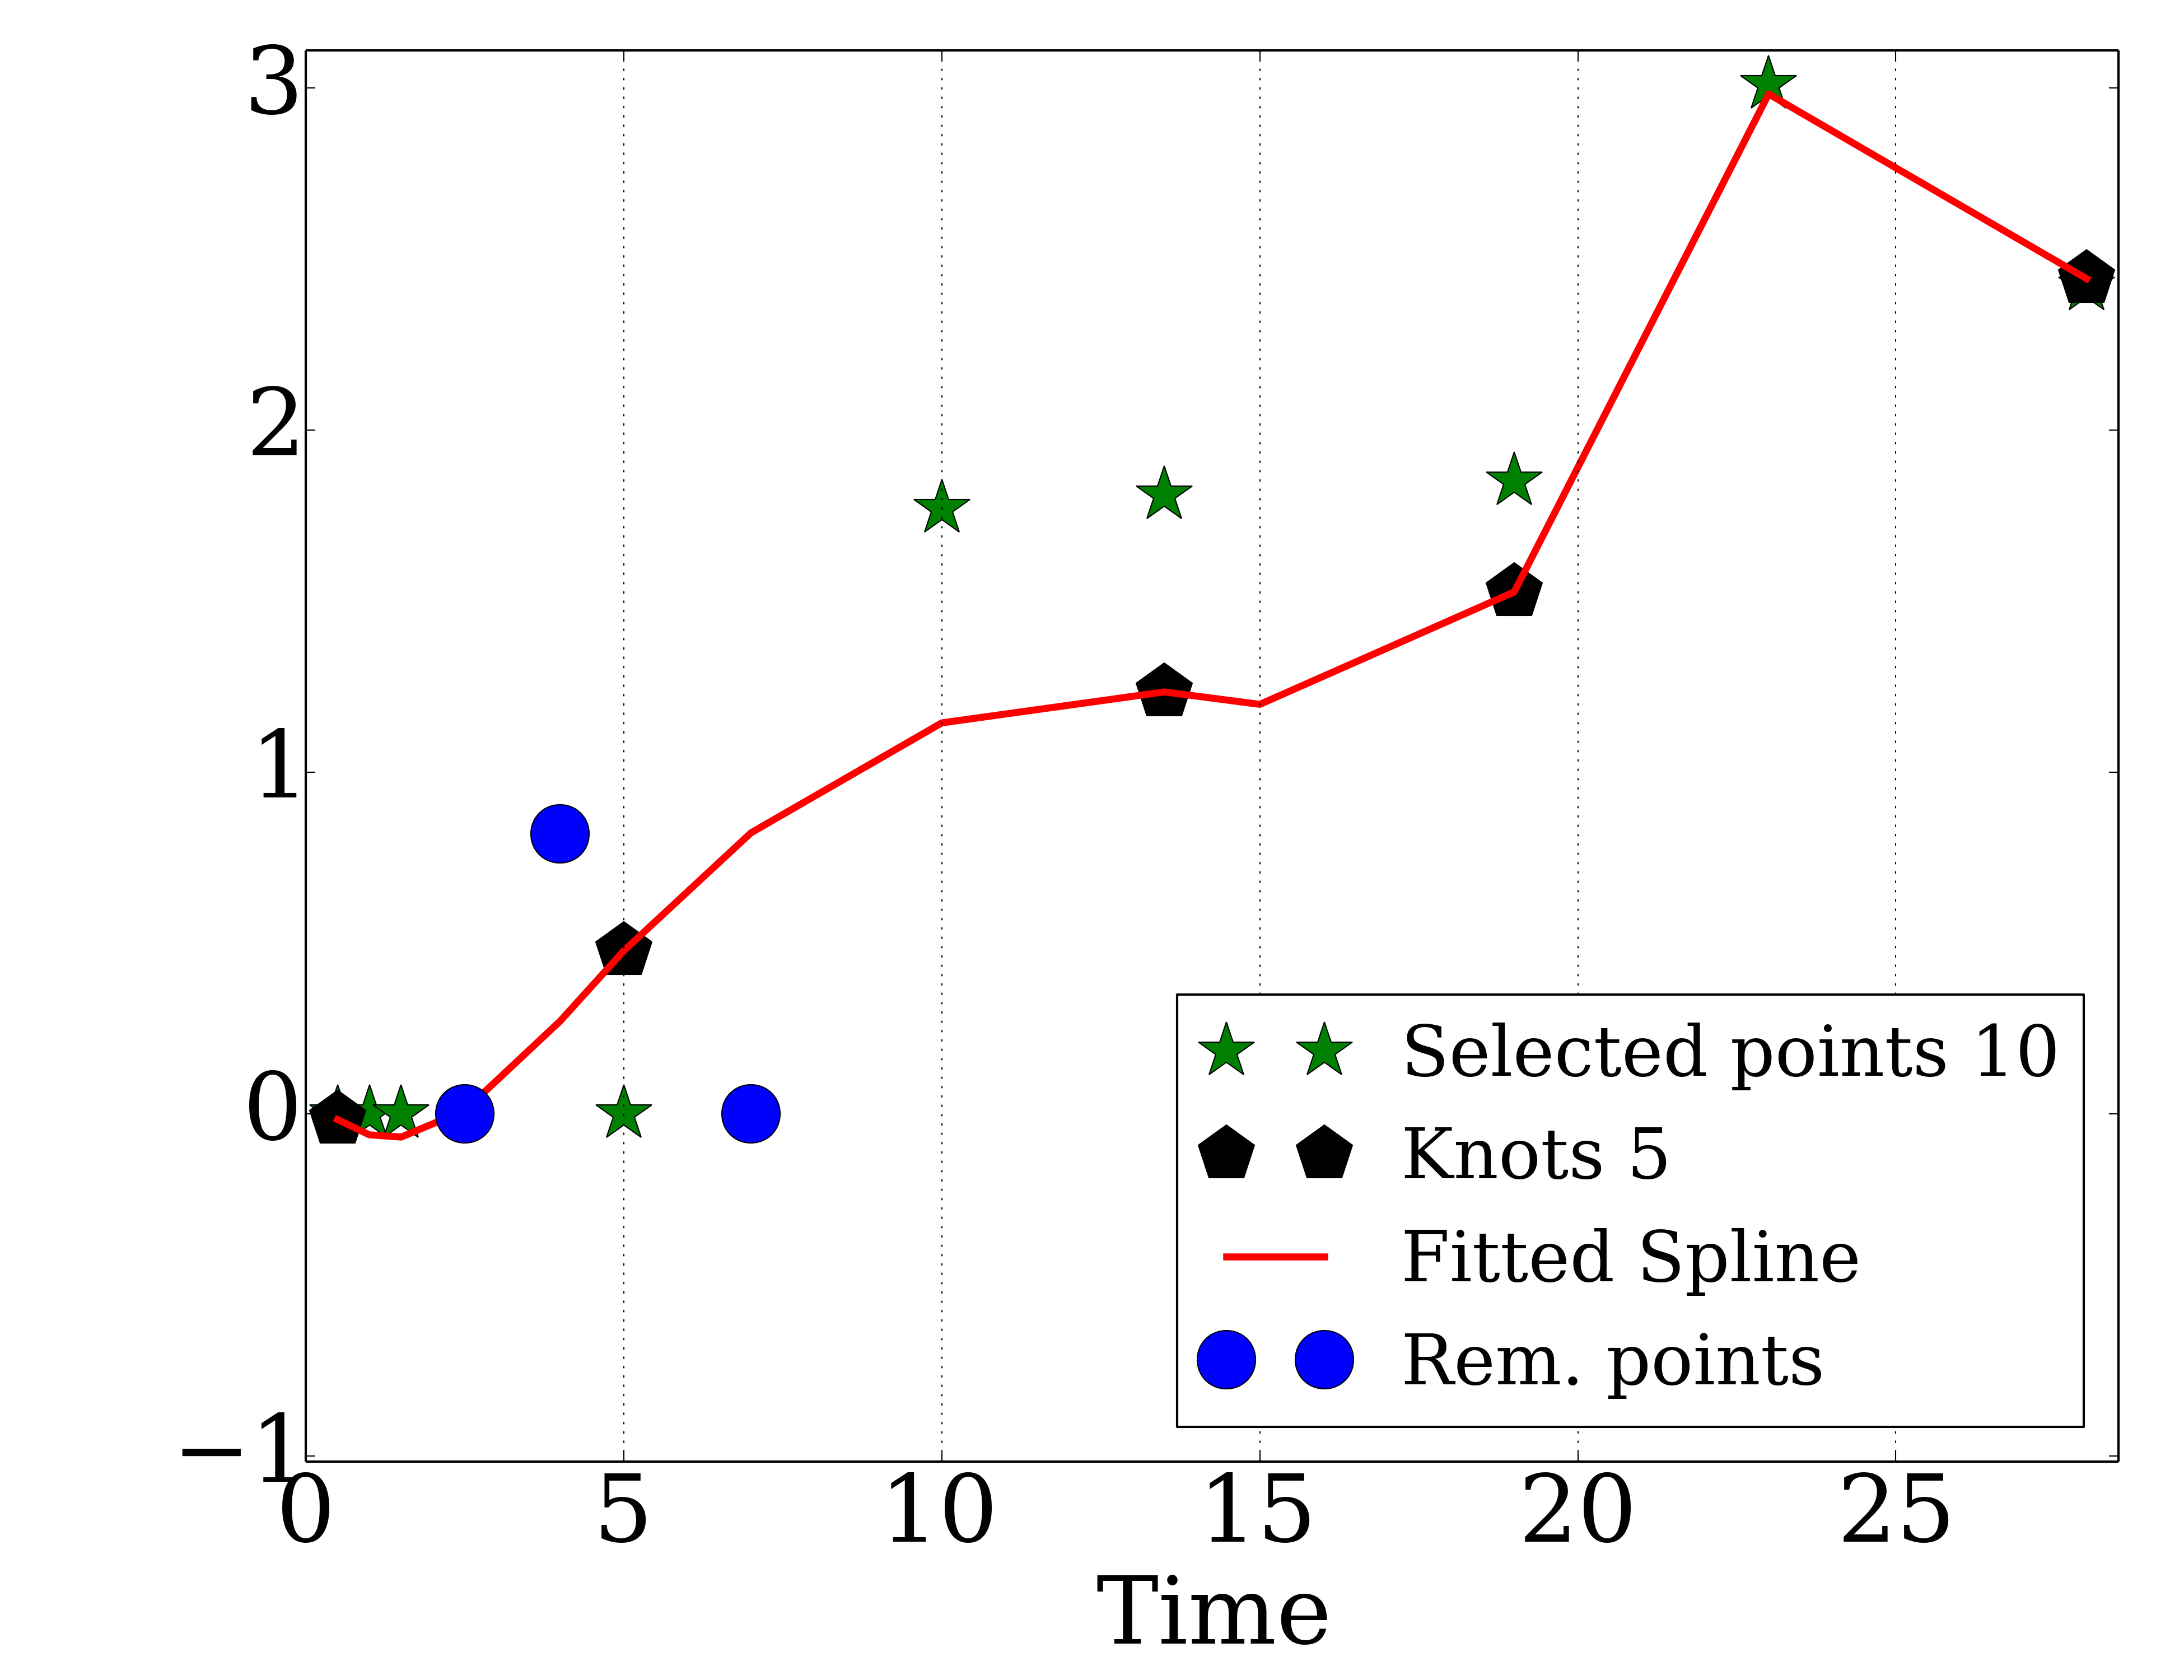 3
2
1
0
−1
0 5 10 15 20 25
Time
Selected points 10
Knots 5
Fitted Spline
Rem. points